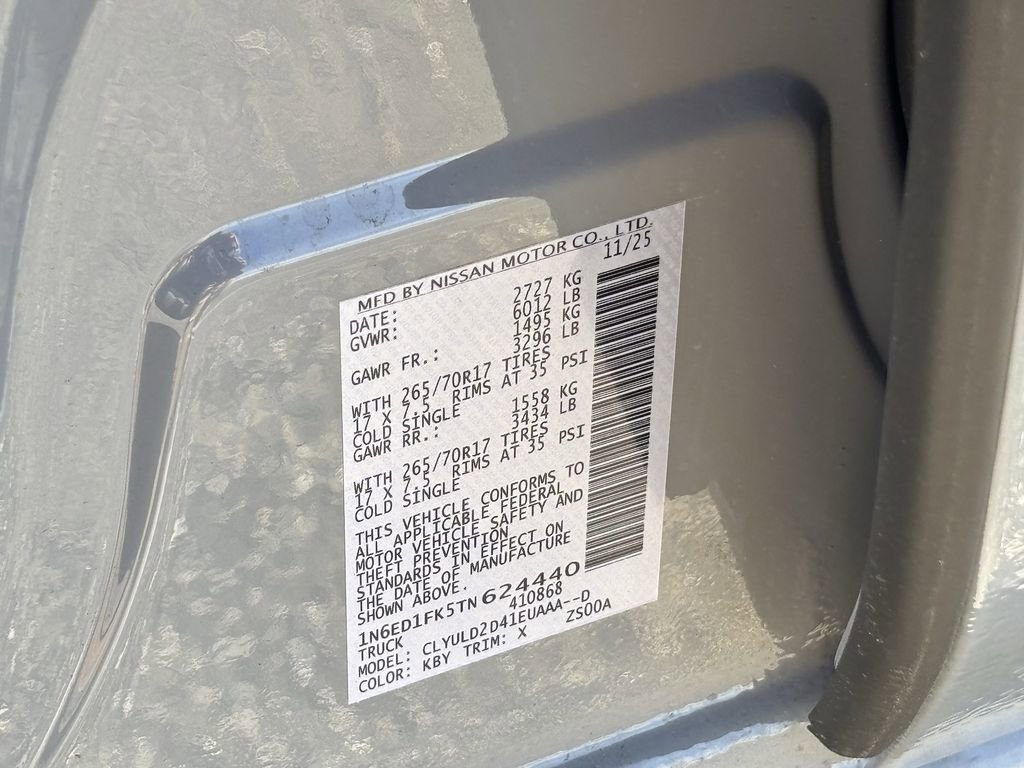 MFD BY NISSAN MOTOR CO., LTD.
DATE: 11/25
GVWR: 2727 KG
6012 LB
GAWR FR.: 1495 KG
3296 LB
WITH 265/70R17 TIRES
17 X 7.5 RIMS AT 35 PSI
COLD SINGLE
GAWR RR.: 1558 KG
3434 LB
WITH 265/70R17 TIRES
17 X 7.5 RIMS AT 35 PSI
COLD SINGLE
THIS VEHICLE CONFORMS TO
ALL APPLICABLE FEDERAL
MOTOR VEHICLE SAFETY AND
THEFT PREVENTION
STANDARDS IN EFFECT ON
THE DATE OF MANUFACTURE
SHOWN ABOVE.
1N6ED1FK5TN624440
TRUCK 410868
MODEL: CLYULD2D41EUAAA--D
COLOR: KBY TRIM: X ZS00A